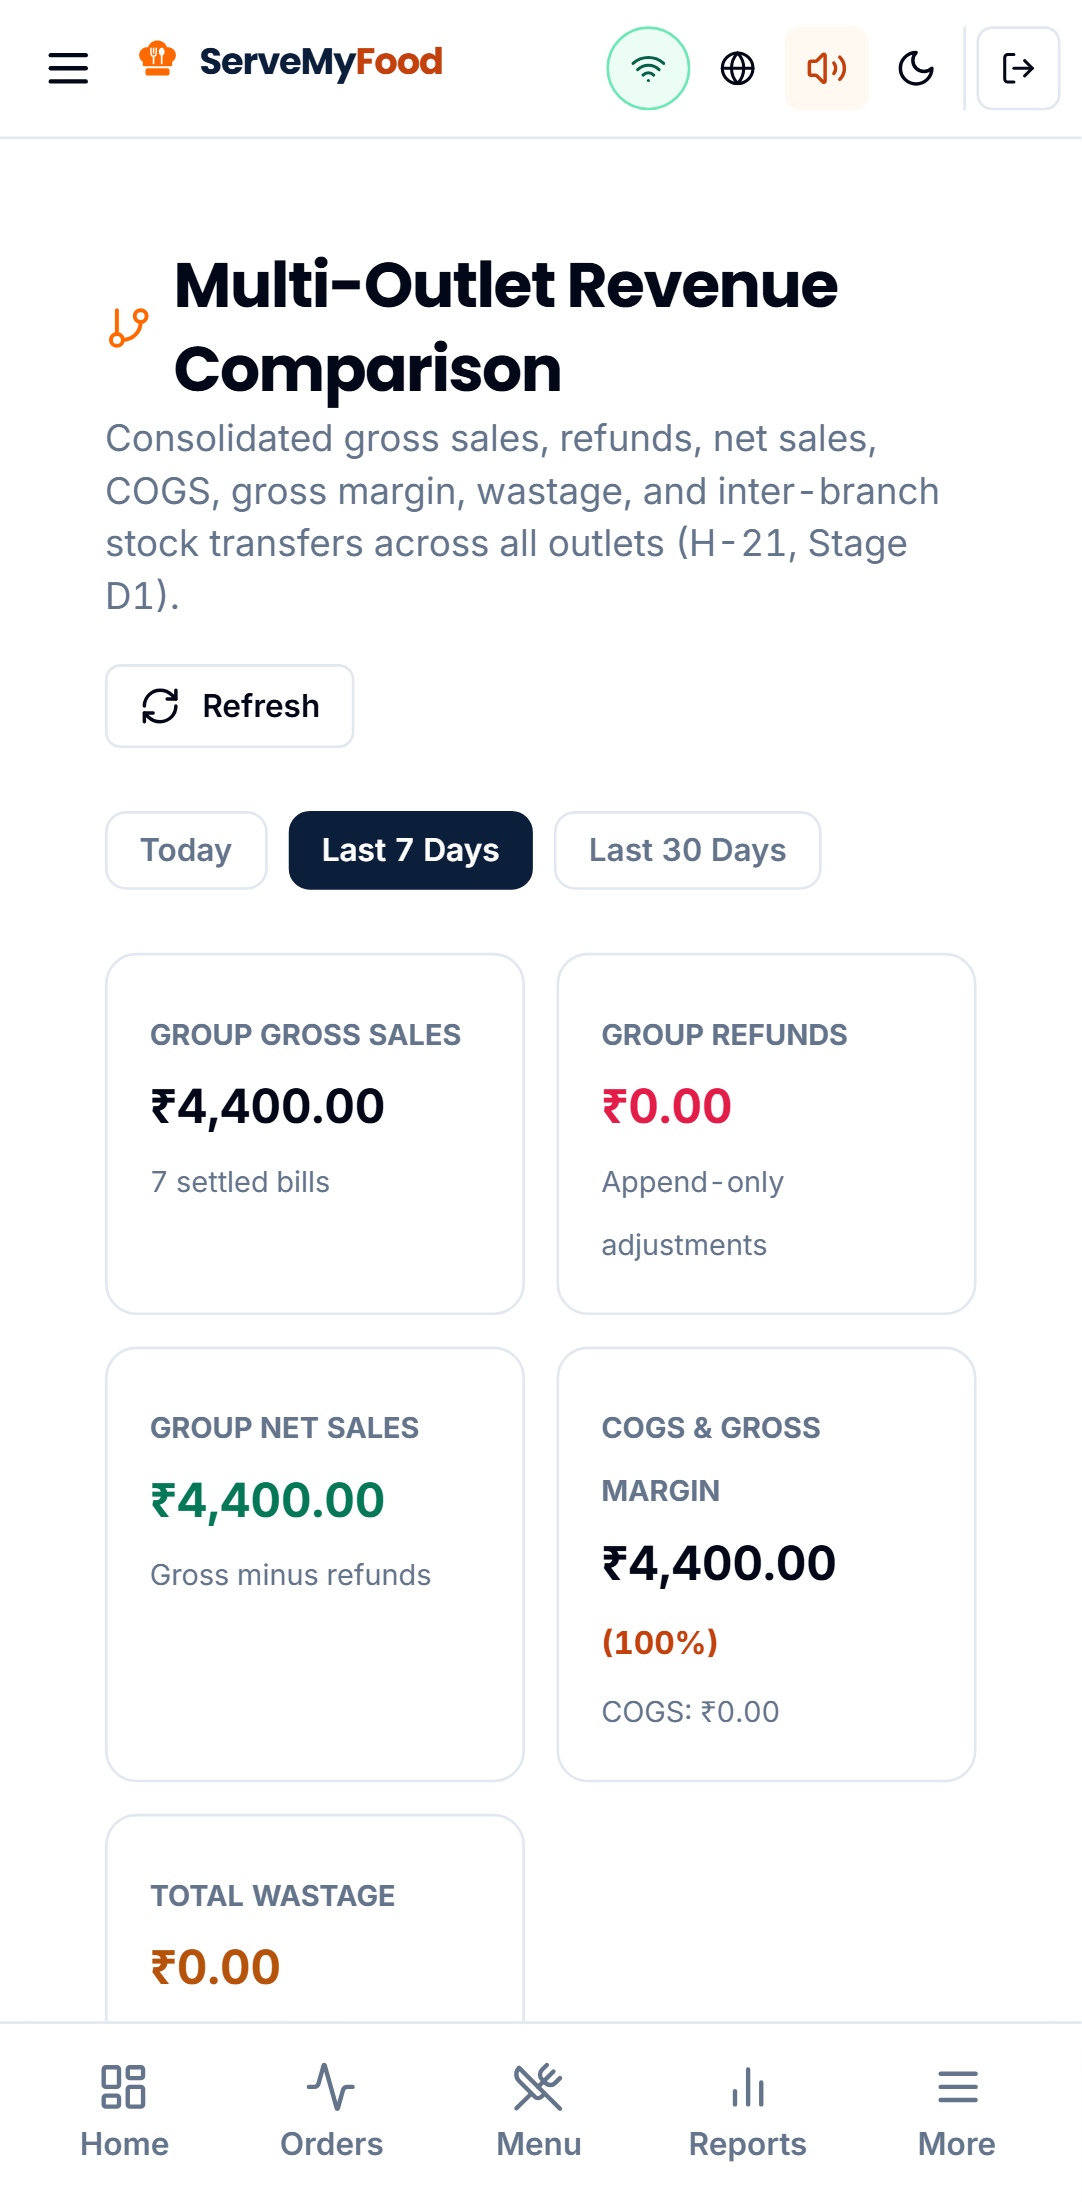 ServeMyFood
Multi-Outlet Revenue
Comparison
Consolidated gross sales, refunds, net sales,
COGS, gross margin, wastage, and inter-branch
stock transfers across all outlets (H-21, Stage
D1).
Refresh
Today
Last 7 Days
Last 30 Days
GROUP GROSS SALES
₹4,400.00
7 settled bills
GROUP REFUNDS
₹0.00
Append-only
adjustments
GROUP NET SALES
₹4,400.00
Gross minus refunds
COGS & GROSS
MARGIN
₹4,400.00
(100%)
COGS: ₹0.00
TOTAL WASTAGE
₹0.00
Home
Orders
Menu
Reports
More